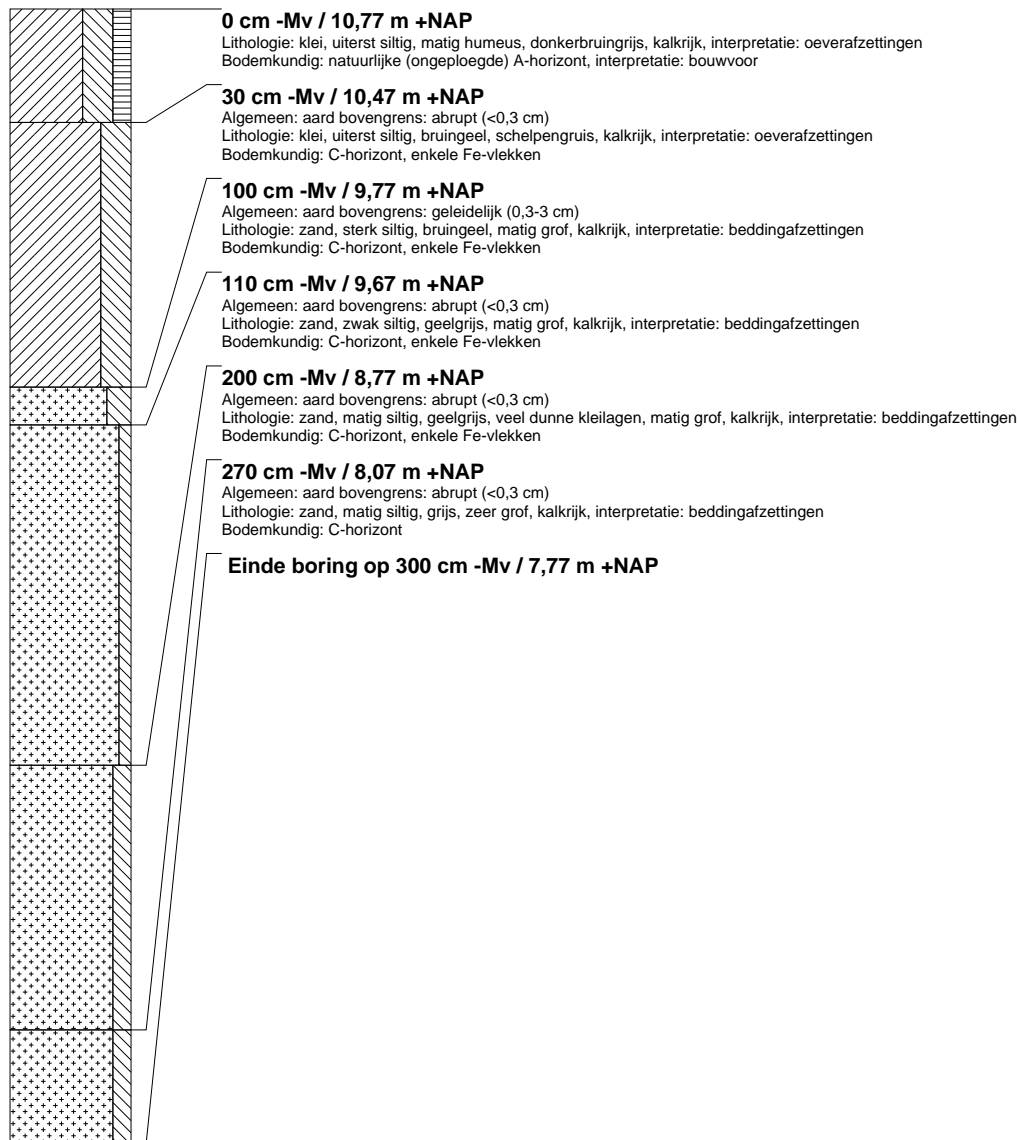 0 cm -Mv / 10,77 m +NAP
Lithologie: klei, uiterst siltig, matig humeus, donkerbruingrijs, kalkrijk, interpretatie: oeverafzettingen
Bodemkundig: natuurlijke (ongeploegde) A-horizont, interpretatie: bouwvoor
30 cm -Mv / 10,47 m +NAP
Algemeen: aard bovengrens: abrupt (<0,3 cm)
Lithologie: klei, uiterst siltig, bruingeel, schelpengruis, kalkrijk, interpretatie: oeverafzettingen
Bodemkundig: C-horizont, enkele Fe-vlekken
100 cm -Mv / 9,77 m +NAP
Algemeen: aard bovengrens: geleidelijk (0,3-3 cm)
Lithologie: zand, sterk siltig, bruingeel, matig grof, kalkrijk, interpretatie: beddingafzettingen
Bodemkundig: C-horizont, enkele Fe-vlekken
110 cm -Mv / 9,67 m +NAP
Algemeen: aard bovengrens: abrupt (<0,3 cm)
Lithologie: zand, zwak siltig, geelgrijs, matig grof, kalkrijk, interpretatie: beddingafzettingen
Bodemkundig: C-horizont, enkele Fe-vlekken
200 cm -Mv / 8,77 m +NAP
Algemeen: aard bovengrens: abrupt (<0,3 cm)
Lithologie: zand, matig siltig, geelgrijs, veel dunne kleilagen, matig grof, kalkrijk, interpretatie: beddingafzettingen
Bodemkundig: C-horizont, enkele Fe-vlekken
270 cm -Mv / 8,07 m +NAP
Algemeen: aard bovengrens: abrupt (<0,3 cm)
Lithologie: zand, matig siltig, grijs, zeer grof, kalkrijk, interpretatie: beddingafzettingen
Bodemkundig: C-horizont
Einde boring op 300 cm -Mv / 7,77 m +NAP